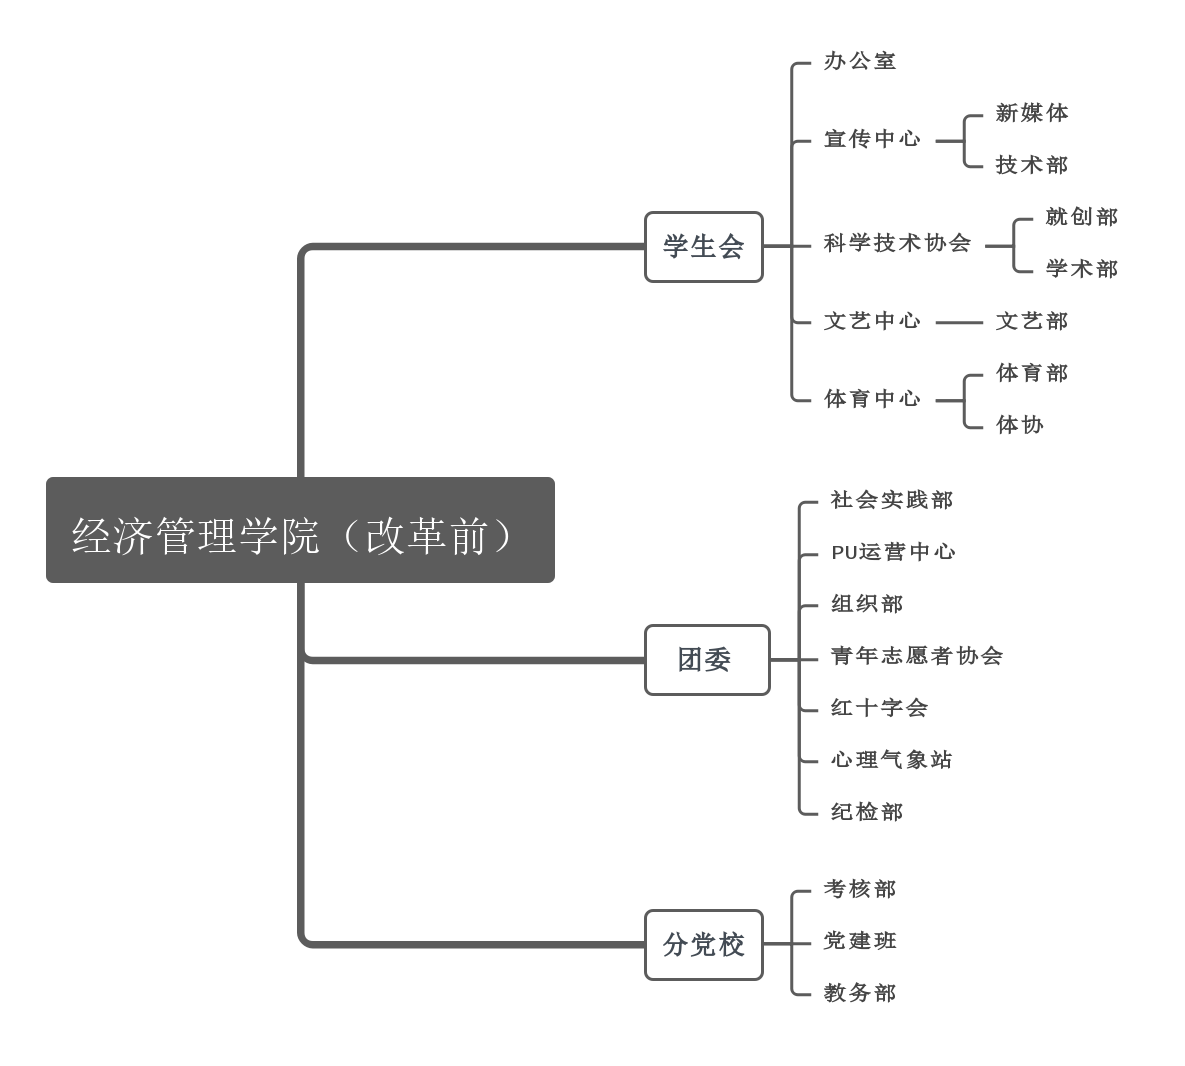 经济管理学院（改革前）
学生会
办公室
宣传中心
新媒体
技术部
科学技术协会
就创部
学术部
文艺中心
文艺部
体育中心
体育部
体协
团委
社会实践部
PU运营中心
组织部
青年志愿者协会
红十字会
心理气象站
纪检部
分党校
考核部
党建班
教务部